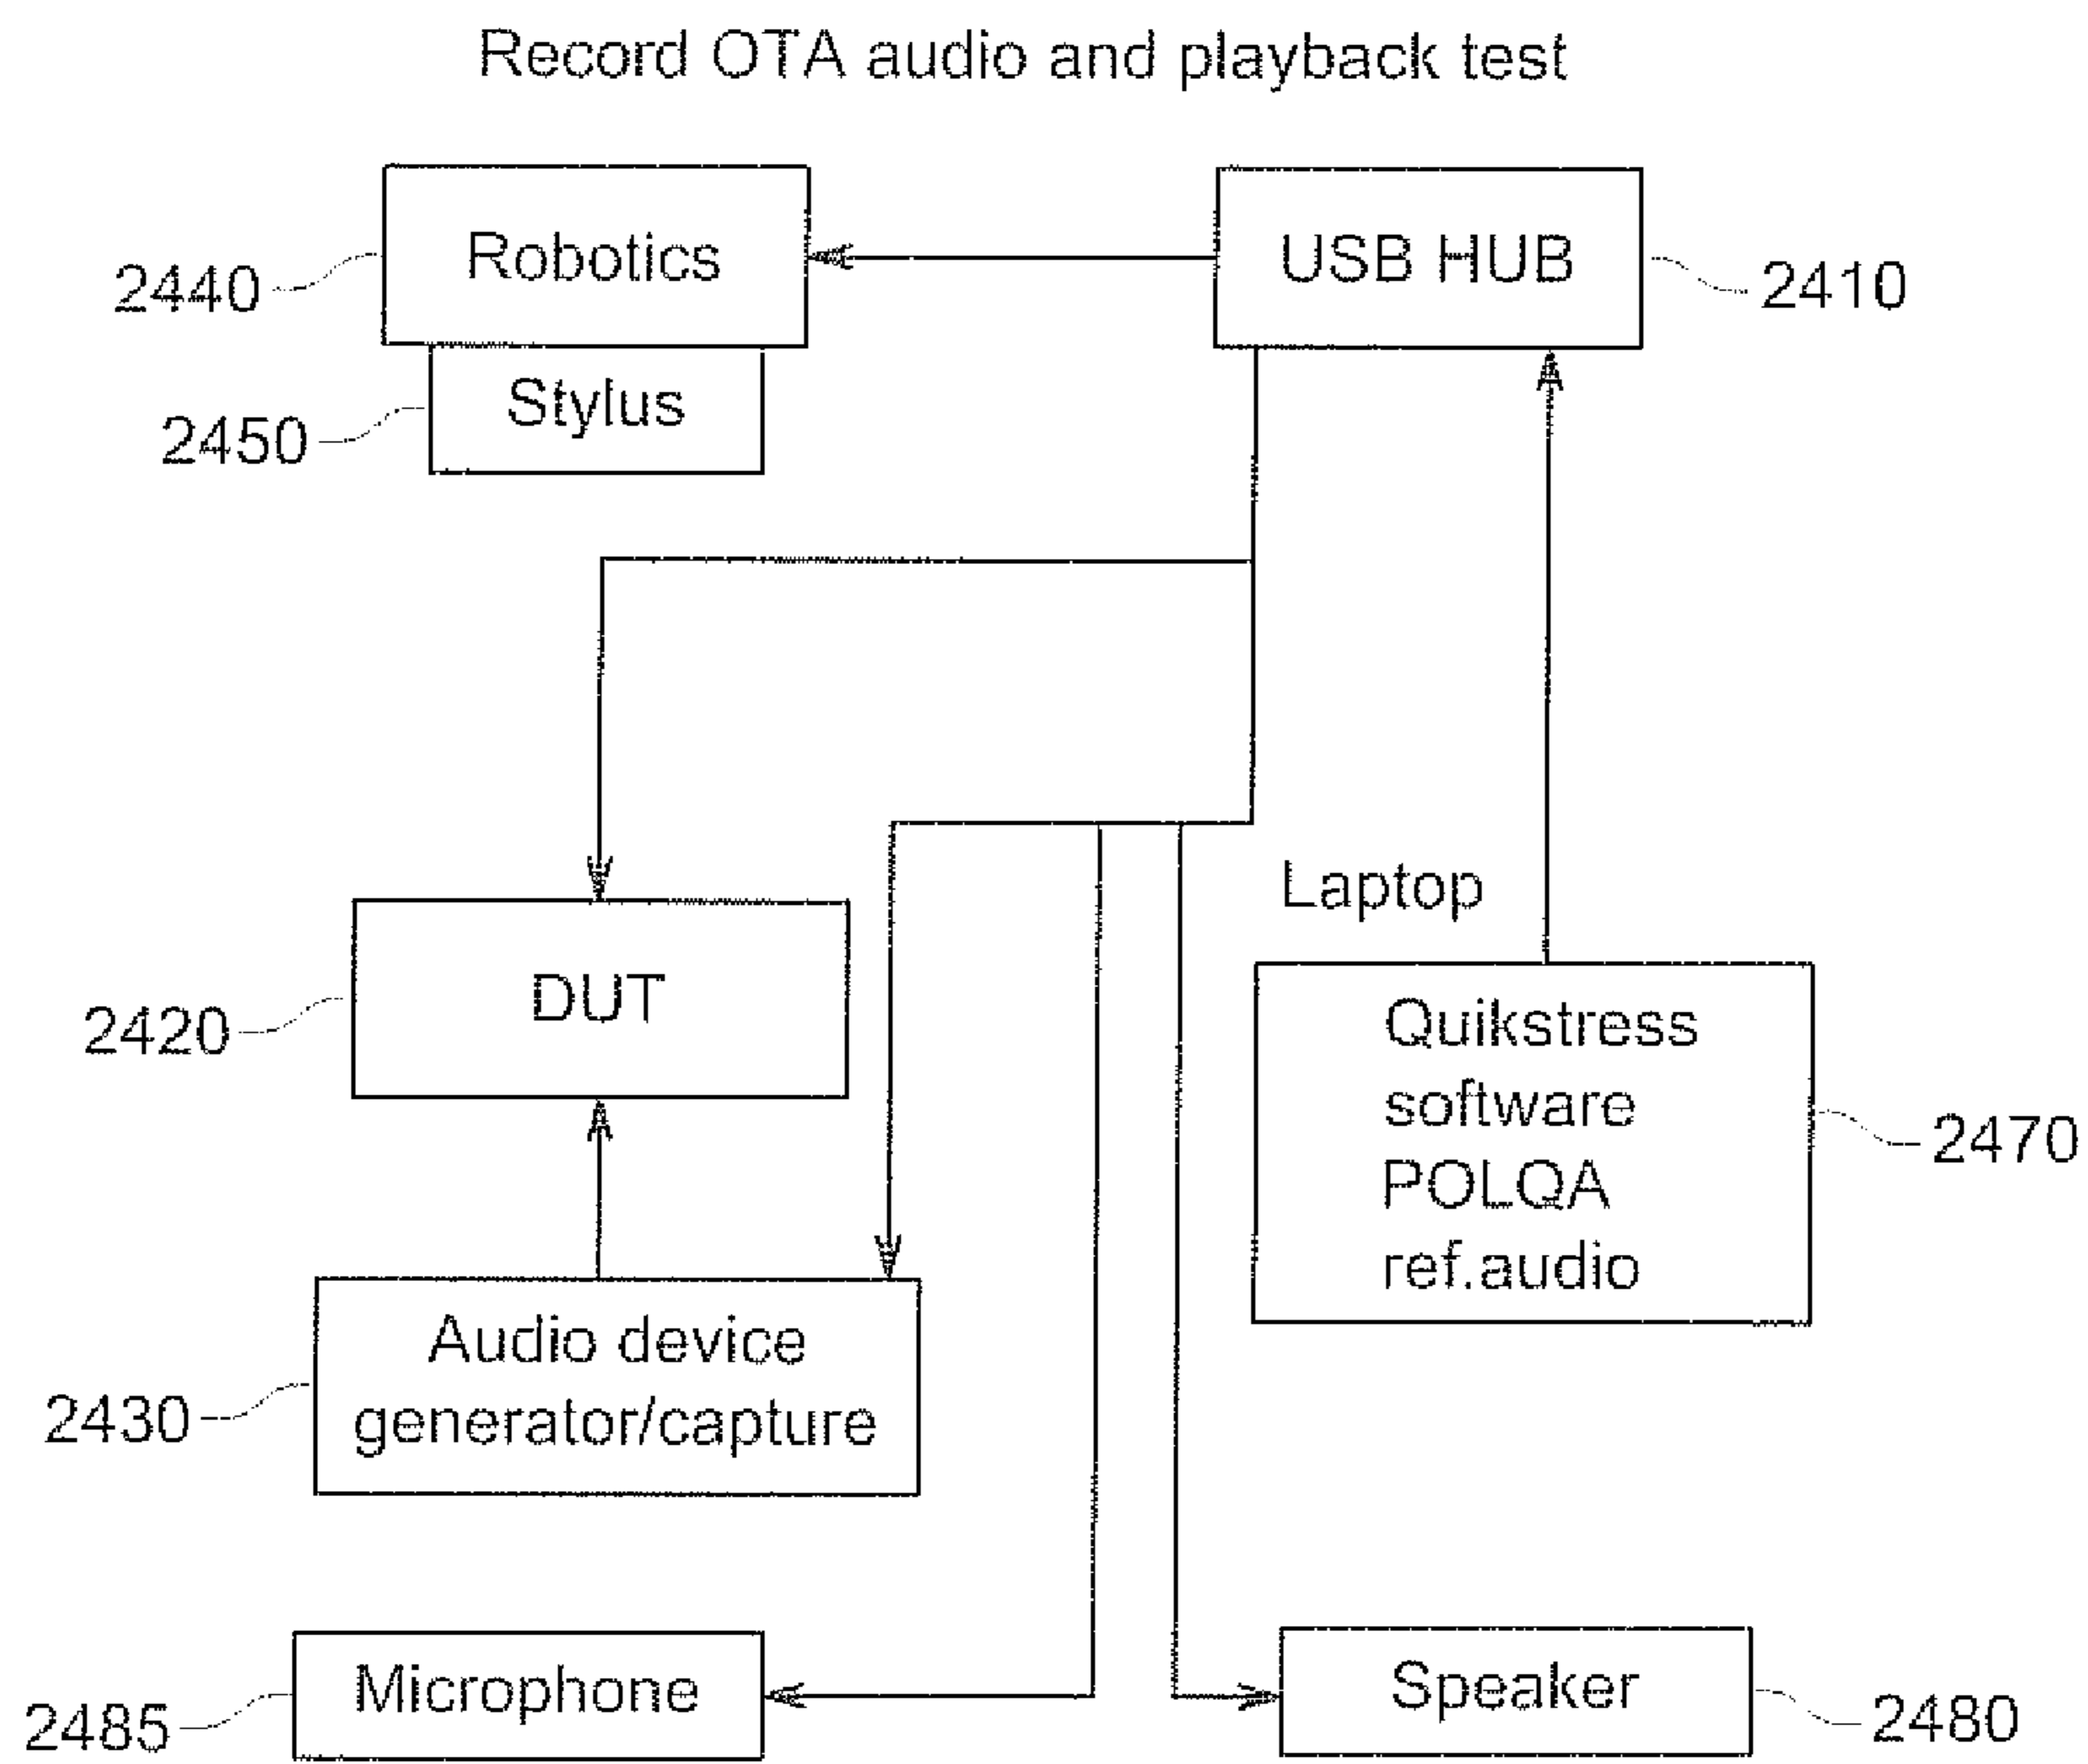 Record OTA audio and playback test
Robotics
USB HUB
2440
2410
Stylus
2450
Laptop
DUT
2420
Quikstress
software
POLQA
ref.audio
2470
Audio device
generator/capture
2430
Microphone
2485
Speaker
2480